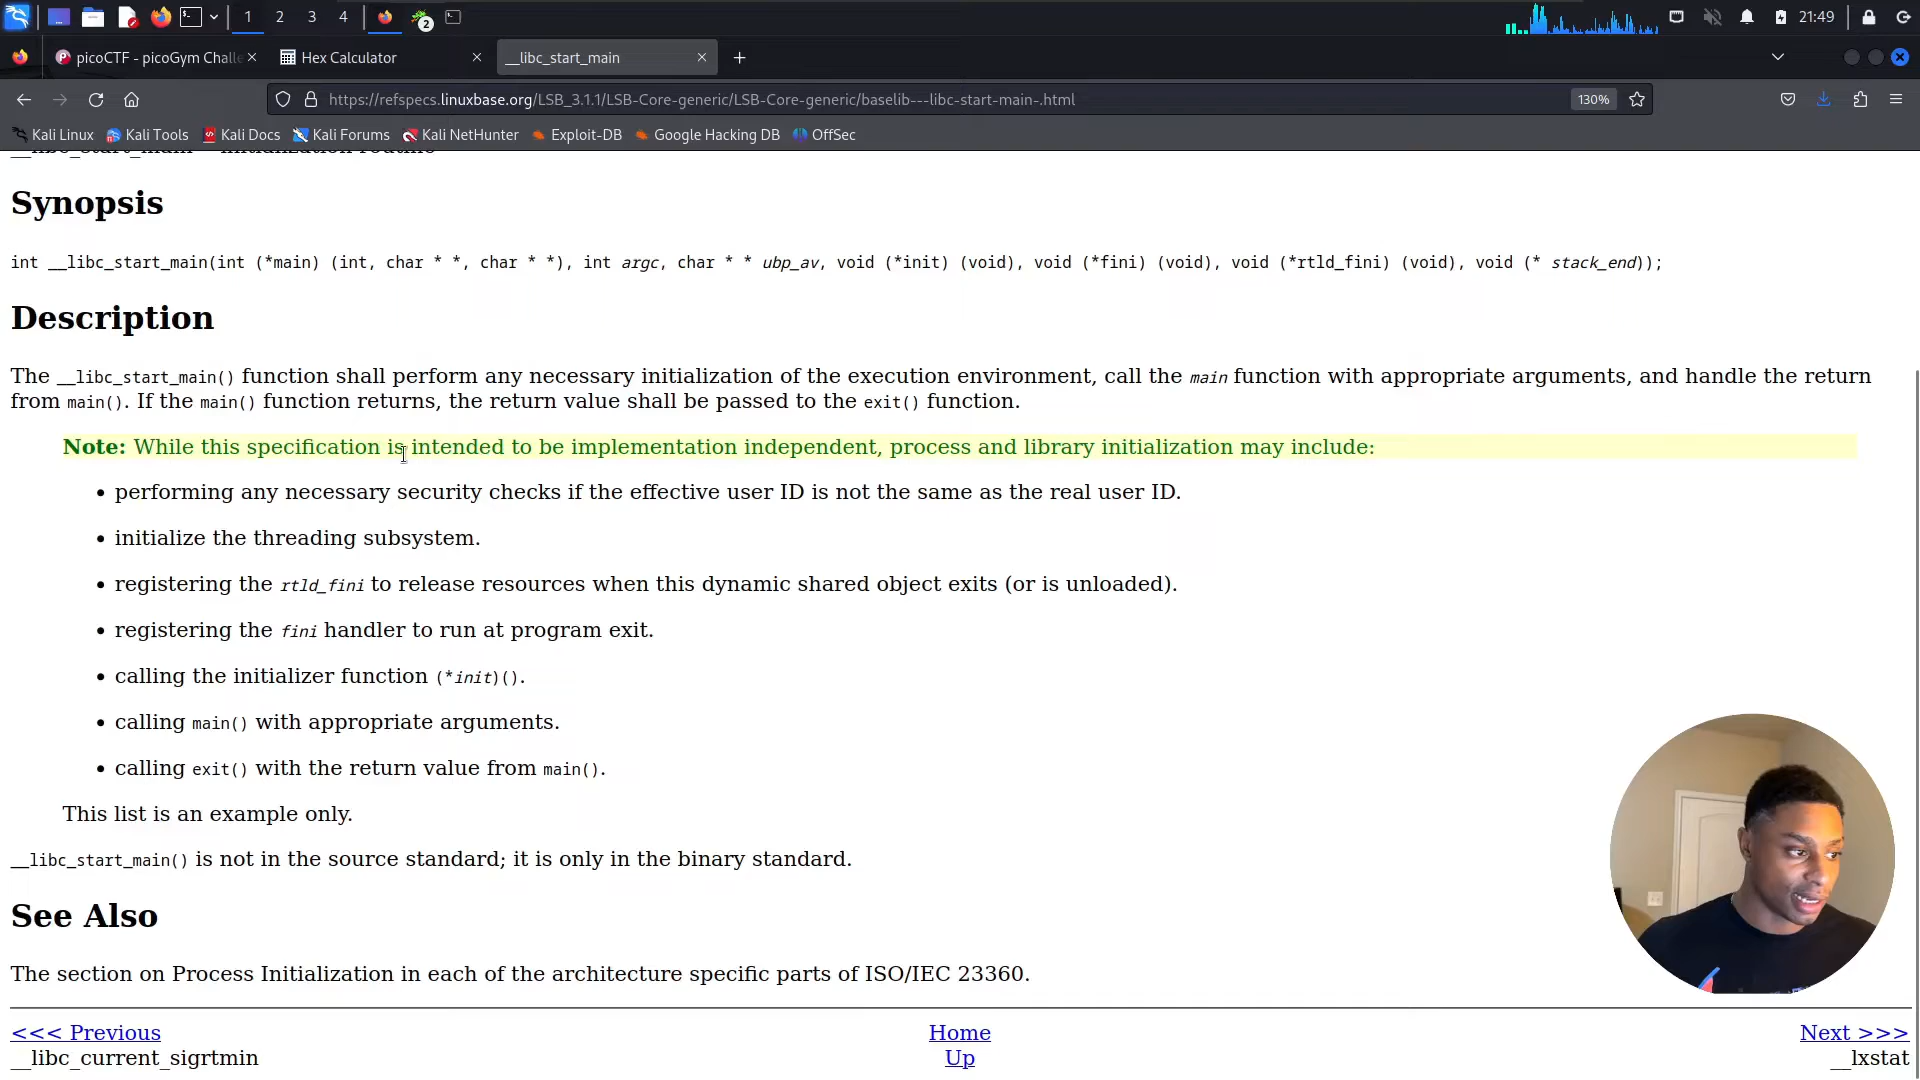 1 2 3 4 2 21:49
picoCTF - picoGym Challe
Hex Calculator
__libc_start_main
https://refspecs.linuxbase.org/LSB_3.1.1/LSB-Core-generic/LSB-Core-generic/baselib---libc-start-main-.html
130%
Kali Linux Kali Tools Kali Docs Kali Forums Kali NetHunter Exploit-DB Google Hacking DB OffSec
Synopsis
int __libc_start_main(int (*main) (int, char * *, char * *), int argc, char * * ubp_av, void (*init) (void), void (*fini) (void), void (*rtld_fini) (void), void (* stack_end));
Description
The __libc_start_main() function shall perform any necessary initialization of the execution environment, call the main function with appropriate arguments, and handle the return
from main(). If the main() function returns, the return value shall be passed to the exit() function.
Note: While this specification is intended to be implementation independent, process and library initialization may include:
• performing any necessary security checks if the effective user ID is not the same as the real user ID.
• initialize the threading subsystem.
• registering the rtld_fini to release resources when this dynamic shared object exits (or is unloaded).
• registering the fini handler to run at program exit.
• calling the initializer function (*init)().
• calling main() with appropriate arguments.
• calling exit() with the return value from main().
This list is an example only.
__libc_start_main() is not in the source standard; it is only in the binary standard.
See Also
The section on Process Initialization in each of the architecture specific parts of ISO/IEC 23360.
<<< Previous Home Next >>>
__libc_current_sigrtmin Up __lxstat